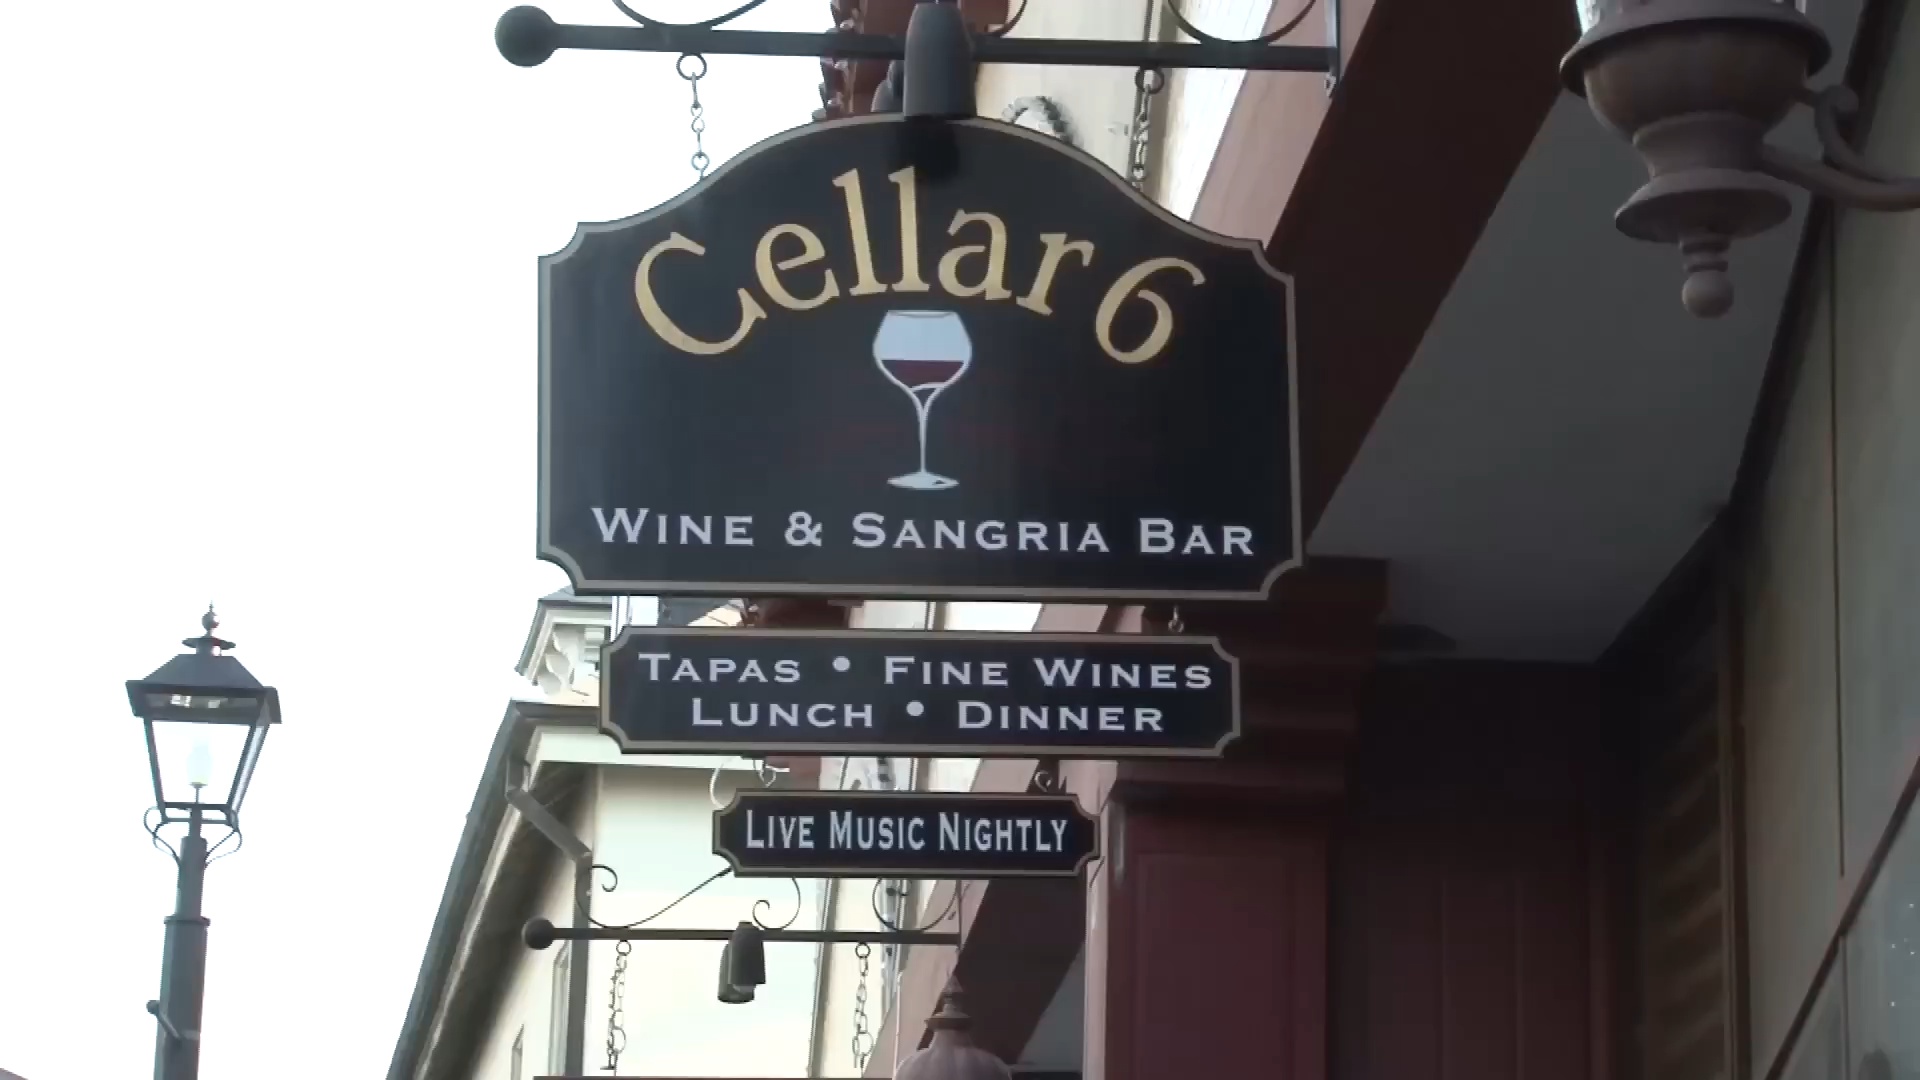 Cellar 6
WINE & SANGRIA BAR
TAPAS • FINE WINES
LUNCH • DINNER
LIVE MUSIC NIGHTLY